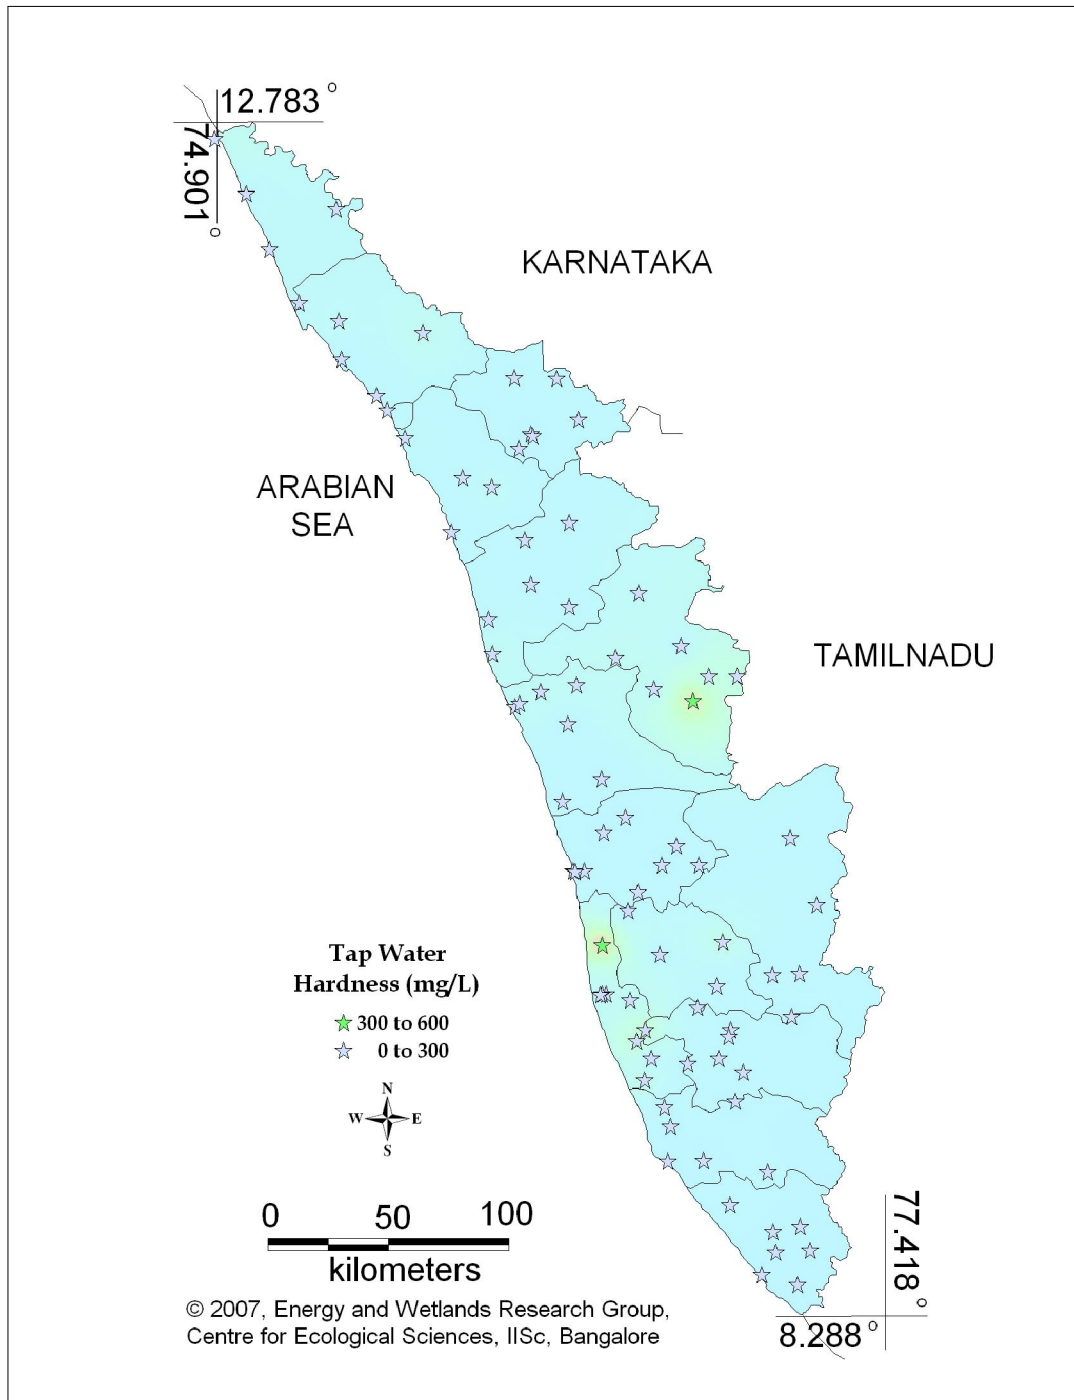 12.783°
74.901°
KARNATAKA
ARABIAN
SEA
TAMILNADU
Tap Water
Hardness (mg/L)
300 to 600
0 to 300
N
W E
S
0 50 100
kilometers
77.418°
8.288°
© 2007, Energy and Wetlands Research Group,
Centre for Ecological Sciences, IISc, Bangalore